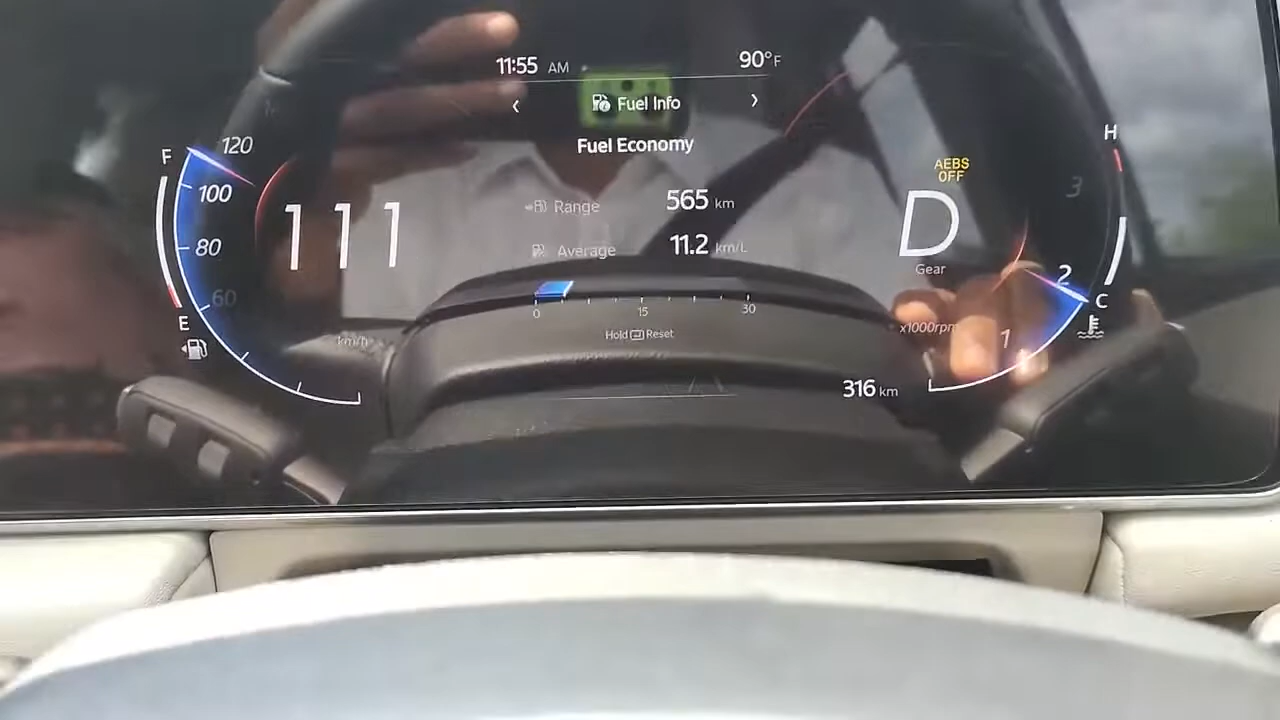 11:55 AM
90°F
‹ Fuel Info ›
Fuel Economy
Range 565 km
Average 11.2 km/L
0 15 30
Hold Reset
F
120
100
80
60
E
111
km/h
AEBS
OFF
D
Gear
H
3
2
1
C
x1000rpm
316 km